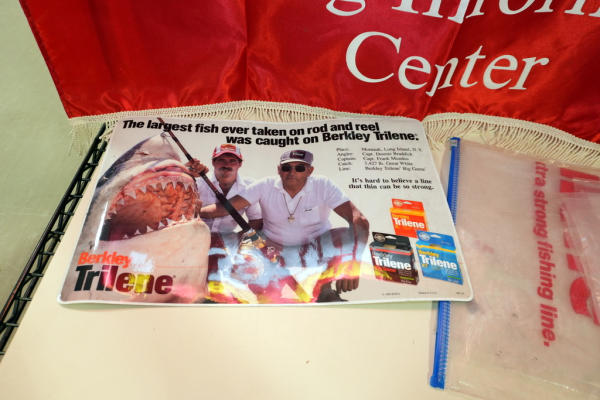 Center
The largest fish ever taken on rod and reel
was caught on Berkley Trilene.
Place: Montauk, Long Island, N.Y.
Angler: Capt. Donnie Braddick
Captain: Capt. Frank Mundus
Catch: 3,427 lb. Great White
Line: Berkley Trilene Big Game
It's hard to believe a line
that thin can be so strong.
Trilene
Trilene
Trilene
Berkley
Trilene
tra strong fishing line.